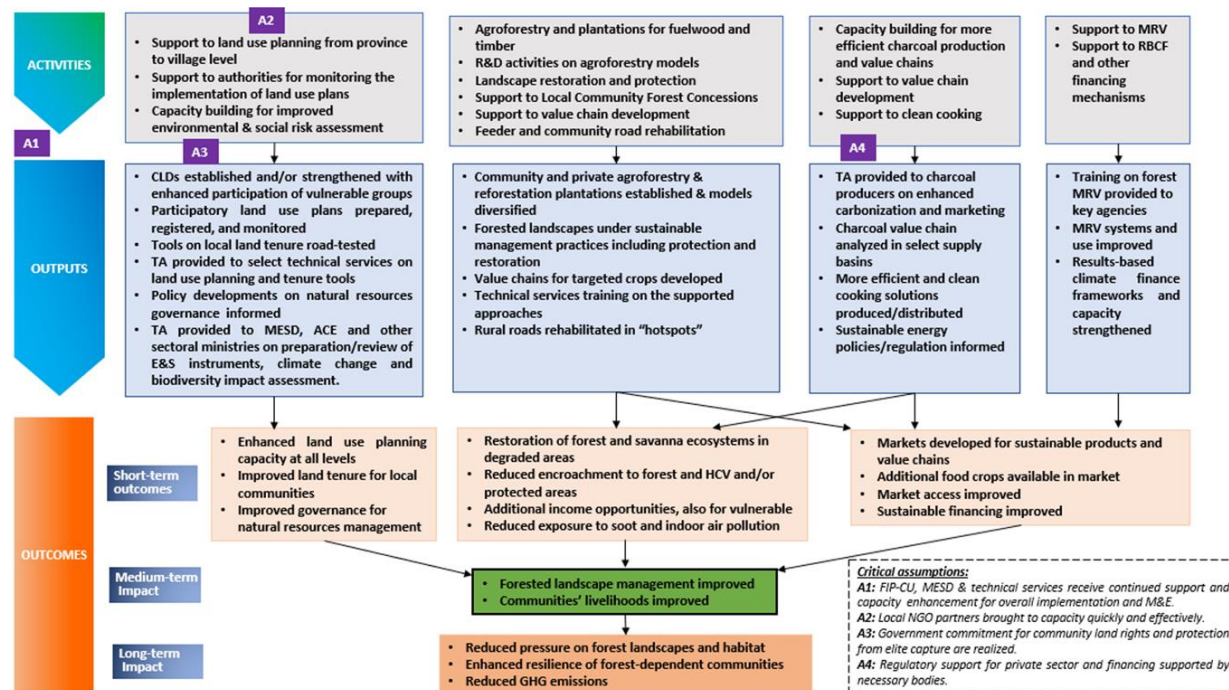 ACTIVITIES
A2
• Support to land use planning from province
to village level
• Support to authorities for monitoring the
implementation of land use plans
• Capacity building for improved
environmental & social risk assessment
• Agroforestry and plantations for fuelwood and
timber
• R&D activities on agroforestry models
• Landscape restoration and protection
• Support to Local Community Forest Concessions
• Support to value chain development
• Feeder and community road rehabilitation
• Capacity building for more
efficient charcoal production
and value chains
• Support to value chain
development
• Support to clean cooking
• Support to MRV
• Support to RBCF
and other
financing
mechanisms
A1
A3
A4
OUTPUTS
• CLDs established and/or strengthened with
enhanced participation of vulnerable groups
• Participatory land use plans prepared,
registered, and monitored
• Tools on local land tenure road-tested
• TA provided to select technical services on
land use planning and tenure tools
• Policy developments on natural resources
governance informed
• TA provided to MESD, ACE and other
sectoral ministries on preparation/review of
E&S instruments, climate change and
biodiversity impact assessment.
• Community and private agroforestry &
reforestation plantations established & models
diversified
• Forested landscapes under sustainable
management practices including protection and
restoration
• Value chains for targeted crops developed
• Technical services training on the supported
approaches
• Rural roads rehabilitated in “hotspots”
• TA provided to charcoal
producers on enhanced
carbonization and marketing
• Charcoal value chain
analyzed in select supply
basins
• More efficient and clean
cooking solutions
produced/distributed
• Sustainable energy
policies/regulation informed
• Training on forest
MRV provided to
key agencies
• MRV systems and
use improved
• Results-based
climate finance
frameworks and
capacity
strengthened
OUTCOMES
Short-term
outcomes
• Enhanced land use planning
capacity at all levels
• Improved land tenure for local
communities
• Improved governance for
natural resources management
• Restoration of forest and savanna ecosystems in
degraded areas
• Reduced encroachment to forest and HCV and/or
protected areas
• Additional income opportunities, also for vulnerable
• Reduced exposure to soot and indoor air pollution
• Markets developed for sustainable products and
value chains
• Additional food crops available in market
• Market access improved
• Sustainable financing improved
Medium-term
Impact
• Forested landscape management improved
• Communities’ livelihoods improved
Long-term
Impact
• Reduced pressure on forest landscapes and habitat
• Enhanced resilience of forest-dependent communities
• Reduced GHG emissions
Critical assumptions:
A1: FIP-CU, MESD & technical services receive continued support and
capacity enhancement for overall implementation and M&E.
A2: Local NGO partners brought to capacity quickly and effectively.
A3: Government commitment for community land rights and protection
from elite capture are realized.
A4: Regulatory support for private sector and financing supported by
necessary bodies.